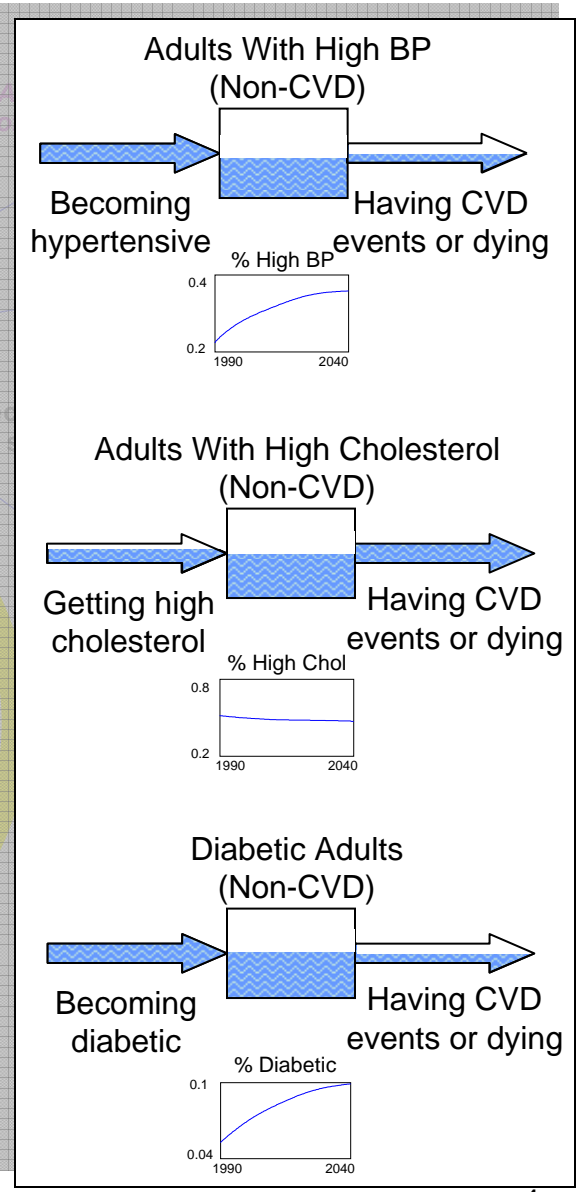 Adults With High BP
(Non-CVD)
Becoming
hypertensive
Having CVD
events or dying
% High BP
0.4
0.2
1990 2040
Adults With High Cholesterol
(Non-CVD)
Getting high
cholesterol
Having CVD
events or dying
% High Chol
0.8
0.2
1990 2040
Diabetic Adults
(Non-CVD)
Becoming
diabetic
Having CVD
events or dying
% Diabetic
0.1
0.04
1990 2040